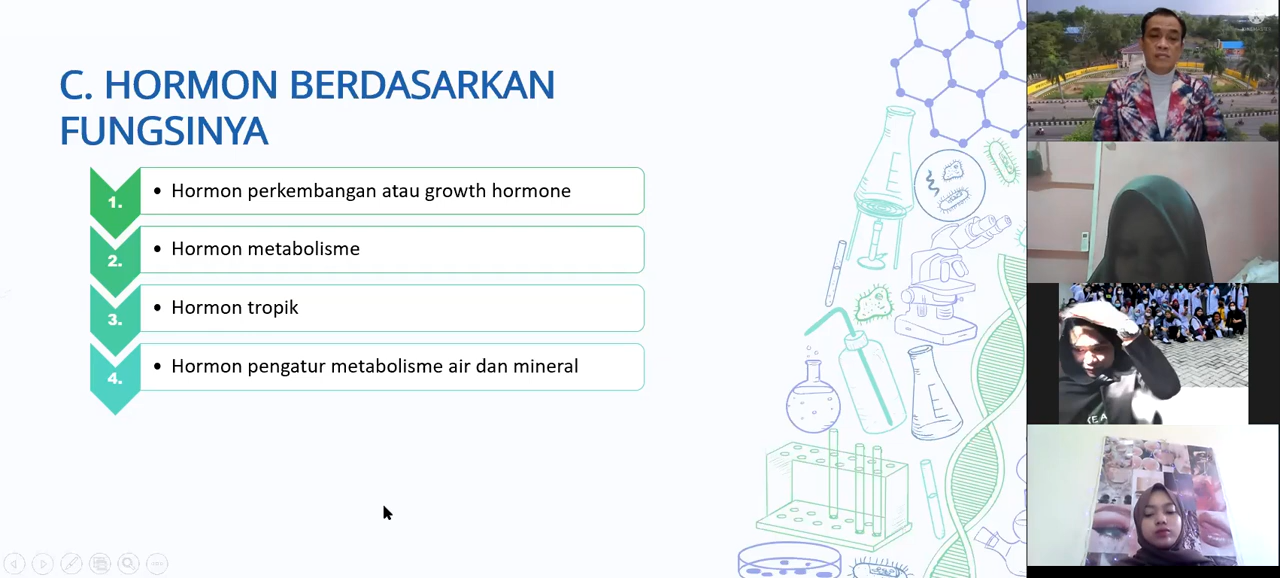 C. HORMON BERDASARKAN
FUNGSINYA
1.
• Hormon perkembangan atau growth hormone
2.
• Hormon metabolisme
3.
• Hormon tropik
4.
• Hormon pengatur metabolisme air dan mineral